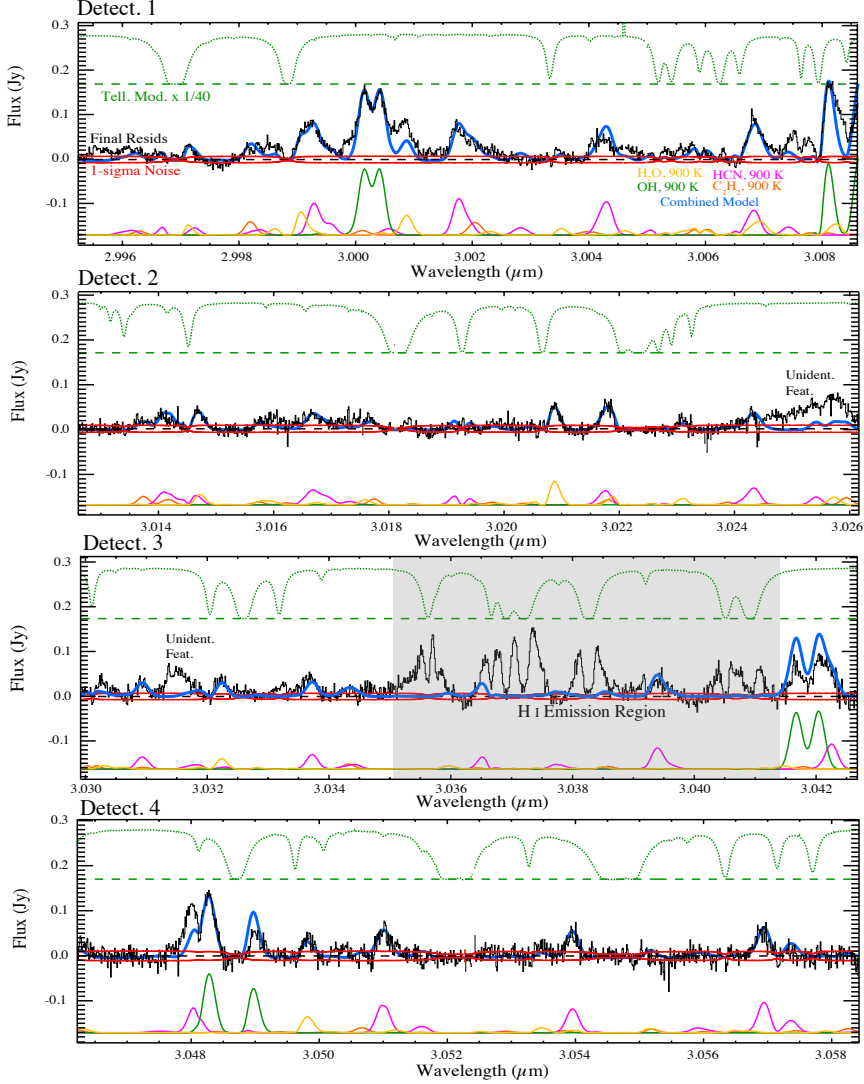 Detect. 1
0.3
0.2
0.1
0.0
-0.1
Flux (Jy)
Tell. Mod. x 1/40
Final Resids
1-sigma Noise
H₂O, 900 K
HCN, 900 K
OH, 900 K
C₂H₂, 900 K
Combined Model
2.996
2.998
3.000
3.002
3.004
3.006
3.008
Wavelength (μm)
Detect. 2
0.3
0.2
0.1
0.0
-0.1
Flux (Jy)
Unident.
Feat.
3.014
3.016
3.018
3.020
3.022
3.024
3.026
Wavelength (μm)
Detect. 3
0.3
0.2
0.1
0.0
-0.1
Flux (Jy)
Unident.
Feat.
H I Emission Region
3.030
3.032
3.034
3.036
3.038
3.040
3.042
Wavelength (μm)
Detect. 4
0.3
0.2
0.1
0.0
-0.1
Flux (Jy)
3.048
3.050
3.052
3.054
3.056
3.058
Wavelength (μm)